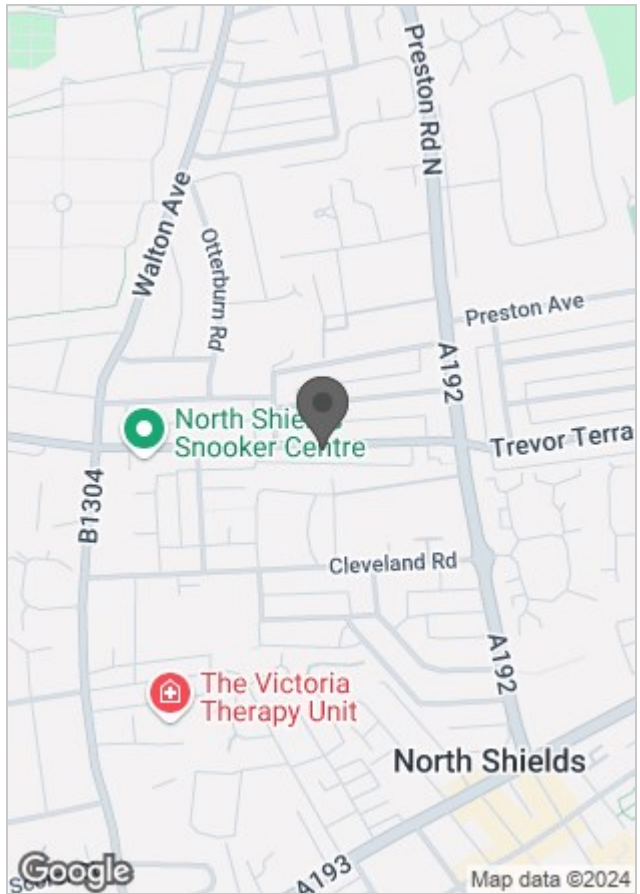 Preston Rd N
Walton Ave
Otterburn Rd
Preston Ave
A192
North Shields
Snooker Centre
Trevor Terra
B1304
Cleveland Rd
The Victoria
Therapy Unit
A192
North Shields
A193
Google
Map data ©2024